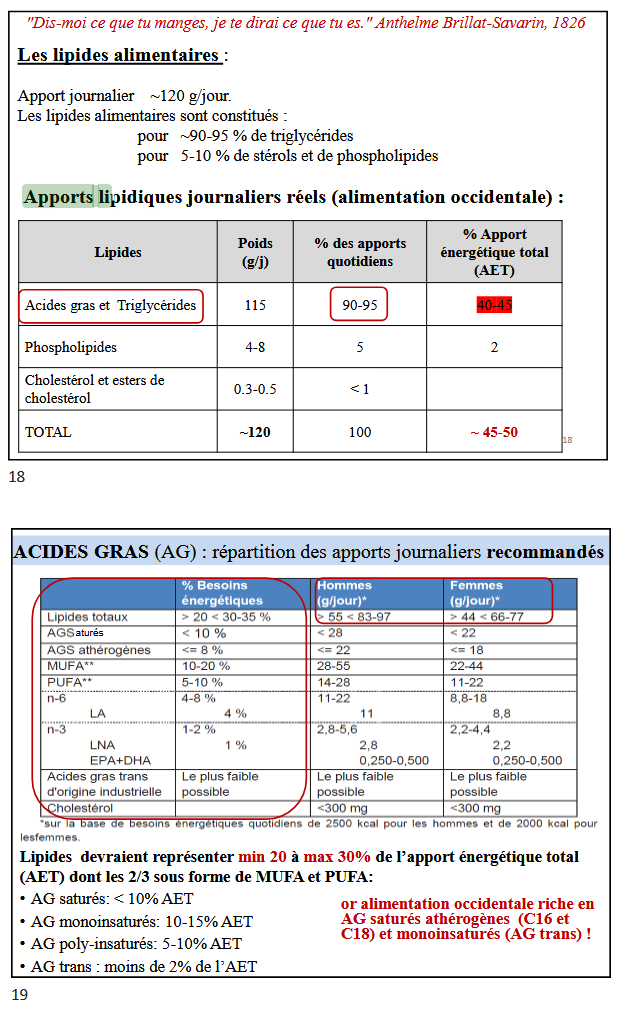 "Dis-moi ce que tu manges, je te dirai ce que tu es." Anthelme Brillat-Savarin, 1826
Les lipides alimentaires :
Apport journalier ~120 g/jour.
Les lipides alimentaires sont constitués :
pour ~90-95 % de triglycérides
pour 5-10 % de stérols et de phospholipides
Apports lipidiques journaliers réels (alimentation occidentale) :
Lipides Poids (g/j) % des apports quotidiens % Apport énergétique total (AET)
Acides gras et Triglycérides 115 90-95 40-45
Phospholipides 4-8 5 2
Cholestérol et esters de cholestérol 0.3-0.5 < 1
TOTAL ~120 100 ~ 45-50
18
18
ACIDES GRAS (AG) : répartition des apports journaliers recommandés
% Besoins énergétiques Hommes (g/jour)* Femmes (g/jour)*
Lipides totaux > 20 < 30-35 % > 55 < 83-97 > 44 < 66-77
AGSaturés < 10 % < 28 < 22
AGS athérogènes <= 8 % <= 22 <= 18
MUFA** 10-20 % 28-55 22-44
PUFA** 5-10 % 14-28 11-22
n-6 4-8 % 11-22 8,8-18
LA 4 % 11 8,8
n-3 1-2 % 2,8-5,6 2,2-4,4
LNA 1 % 2,8 2,2
EPA+DHA 0,250-0,500 0,250-0,500
Acides gras trans d'origine industrielle Le plus faible possible Le plus faible possible Le plus faible possible
Cholestérol <300 mg <300 mg
*sur la base de besoins énergétiques quotidiens de 2500 kcal pour les hommes et de 2000 kcal pour
lesfemmes.
Lipides devraient représenter min 20 à max 30% de l'apport énergétique total
(AET) dont les 2/3 sous forme de MUFA et PUFA:
• AG saturés: < 10% AET
• AG monoinsaturés: 10-15% AET
• AG poly-insaturés: 5-10% AET
• AG trans : moins de 2% de l'AET
or alimentation occidentale riche en
AG saturés athérogènes (C16 et
C18) et monoinsaturés (AG trans) !
19